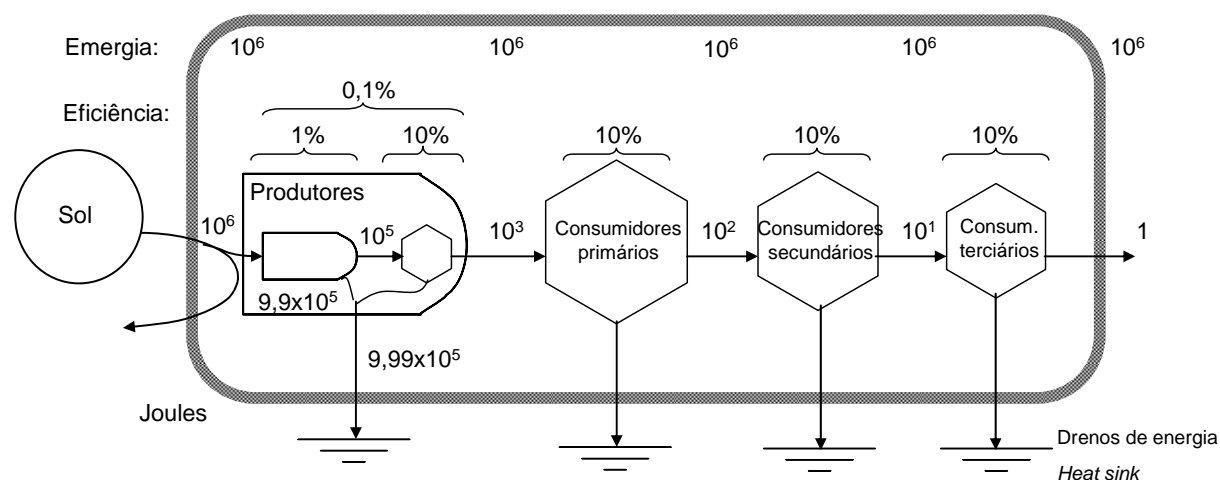 Emergia: 10⁶ 10⁶ 10⁶ 10⁶ 10⁶
0,1%
Eficiência:
1% 10% 10% 10% 10%
Produtores
Sol
10⁶ 10⁵ 10³ 10² 10¹ 1
Consumidores
primários
Consumidores
secundários
Consum.
terciários
9,9x10⁵
9,99x10⁵
Joules
Drenos de energia
Heat sink